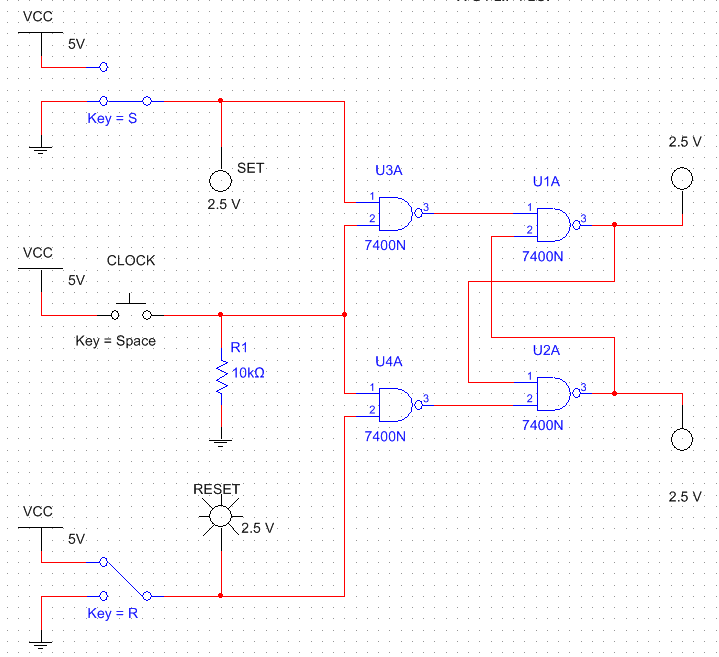 VCC
5V
Key = S
SET
2.5 V
U3A
1
2
3
7400N
U1A
1
2
3
7400N
2.5 V
VCC
5V
CLOCK
Key = Space
R1
10kΩ
U4A
1
2
3
7400N
U2A
1
2
3
7400N
2.5 V
RESET
2.5 V
VCC
5V
Key = R